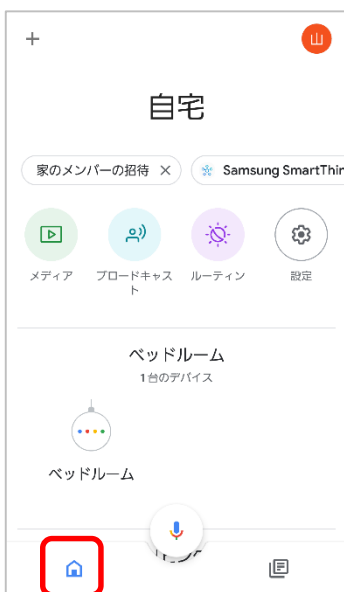 +
山
自宅
家のメンバーの招待 ×
Samsung SmartThin
メディア
ブロードキャスト
ルーティン
設定
ベッドルーム
1 台のデバイス
ベッドルーム